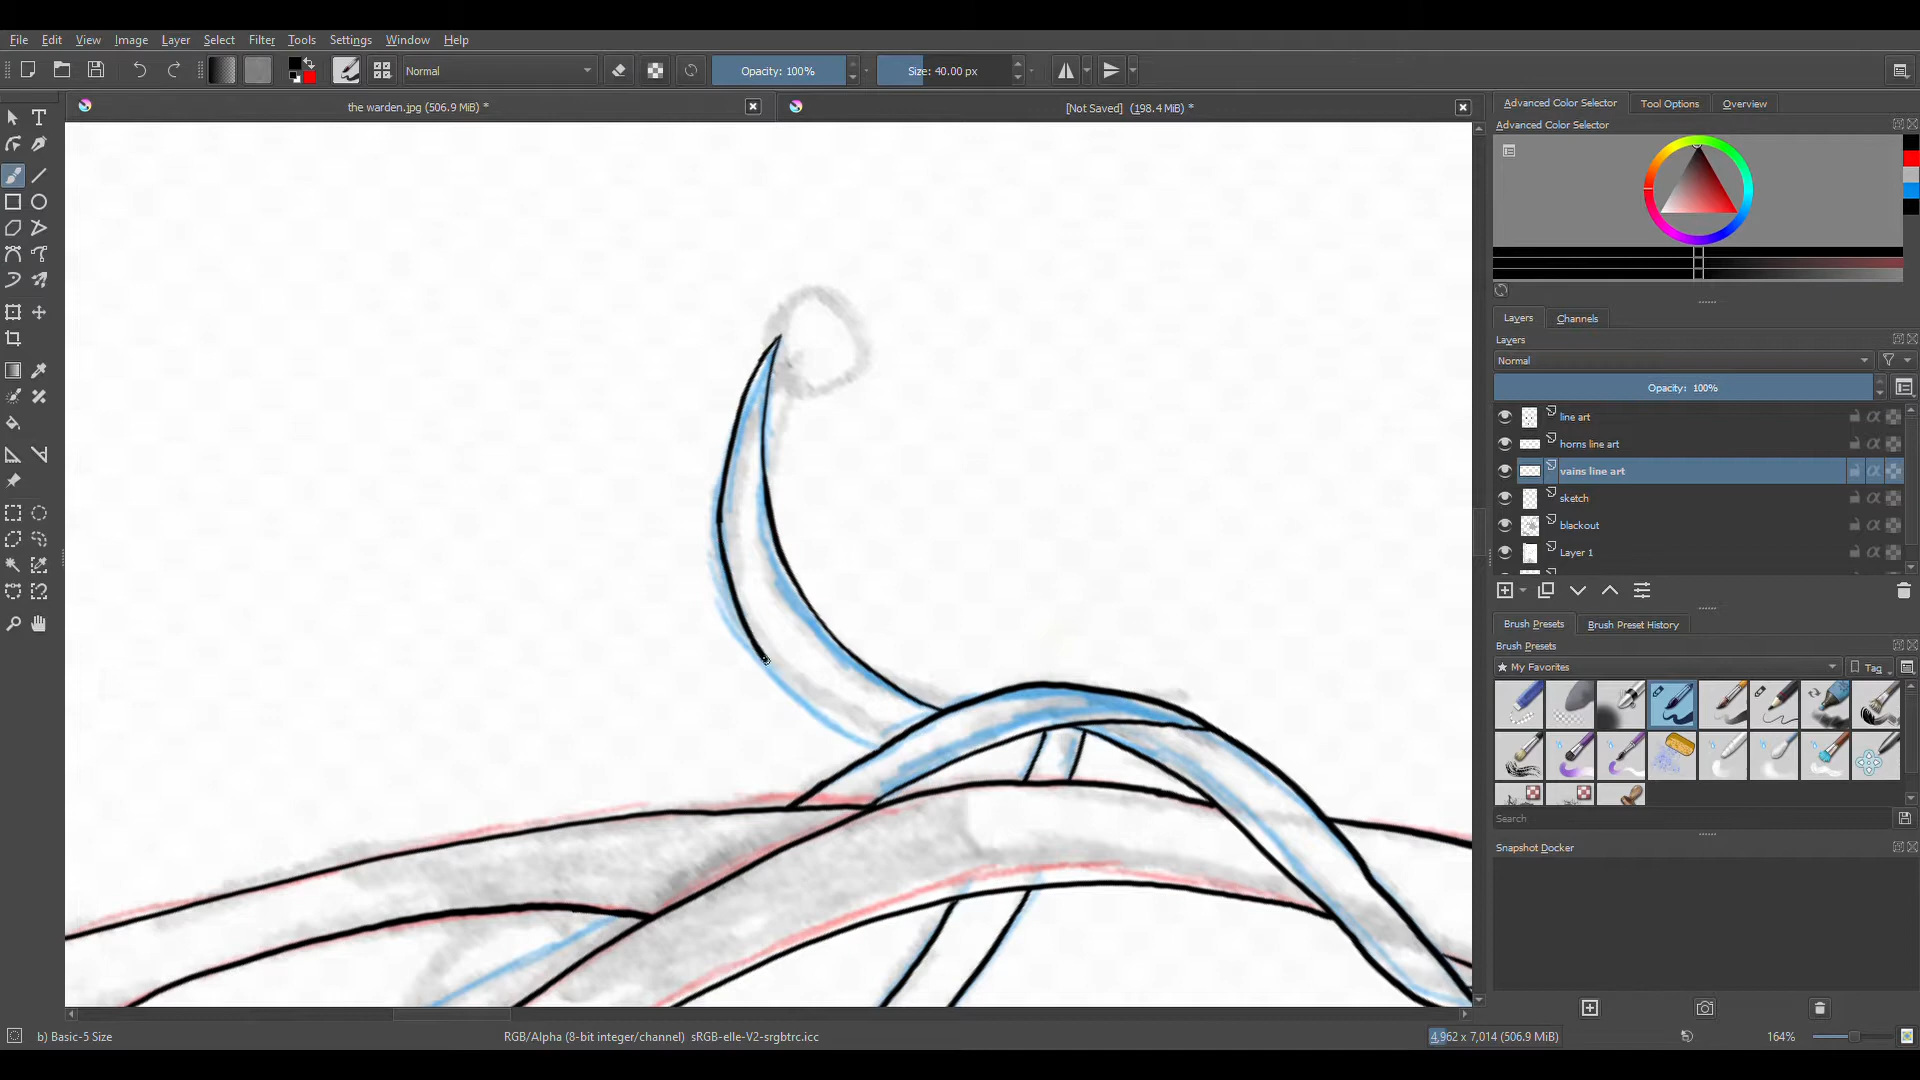 File Edit View Image Layer Select Filter Tools Settings Window Help
Normal
Opacity: 100%
Size: 40.00 px
the warden.jpg (506.9 MiB) *
[Not Saved] (198.4 MiB) *
Advanced Color Selector Tool Options Overview
Advanced Color Selector
Layers Channels
Layers
Normal
Opacity: 100%
line art
horns line art
vains line art
sketch
blackout
Layer 1
Brush Presets Brush Preset History
Brush Presets
★ My Favorites Tag
Search
Snapshot Docker
b) Basic-5 Size
RGB/Alpha (8-bit integer/channel) sRGB-elle-V2-srgbtrc.icc
4,962 x 7,014 (506.9 MiB)
164%